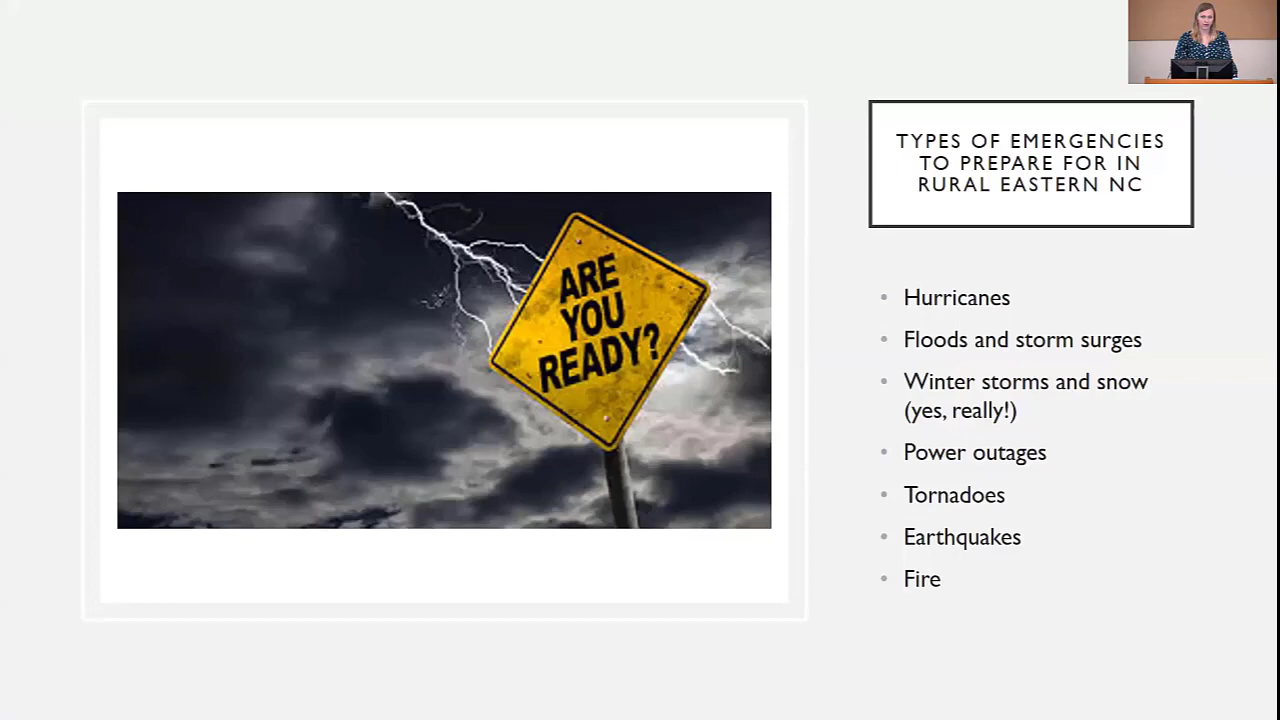 TYPES OF EMERGENCIES
TO PREPARE FOR IN
RURAL EASTERN NC
ARE
YOU
READY?
• Hurricanes
• Floods and storm surges
• Winter storms and snow
(yes, really!)
• Power outages
• Tornadoes
• Earthquakes
• Fire